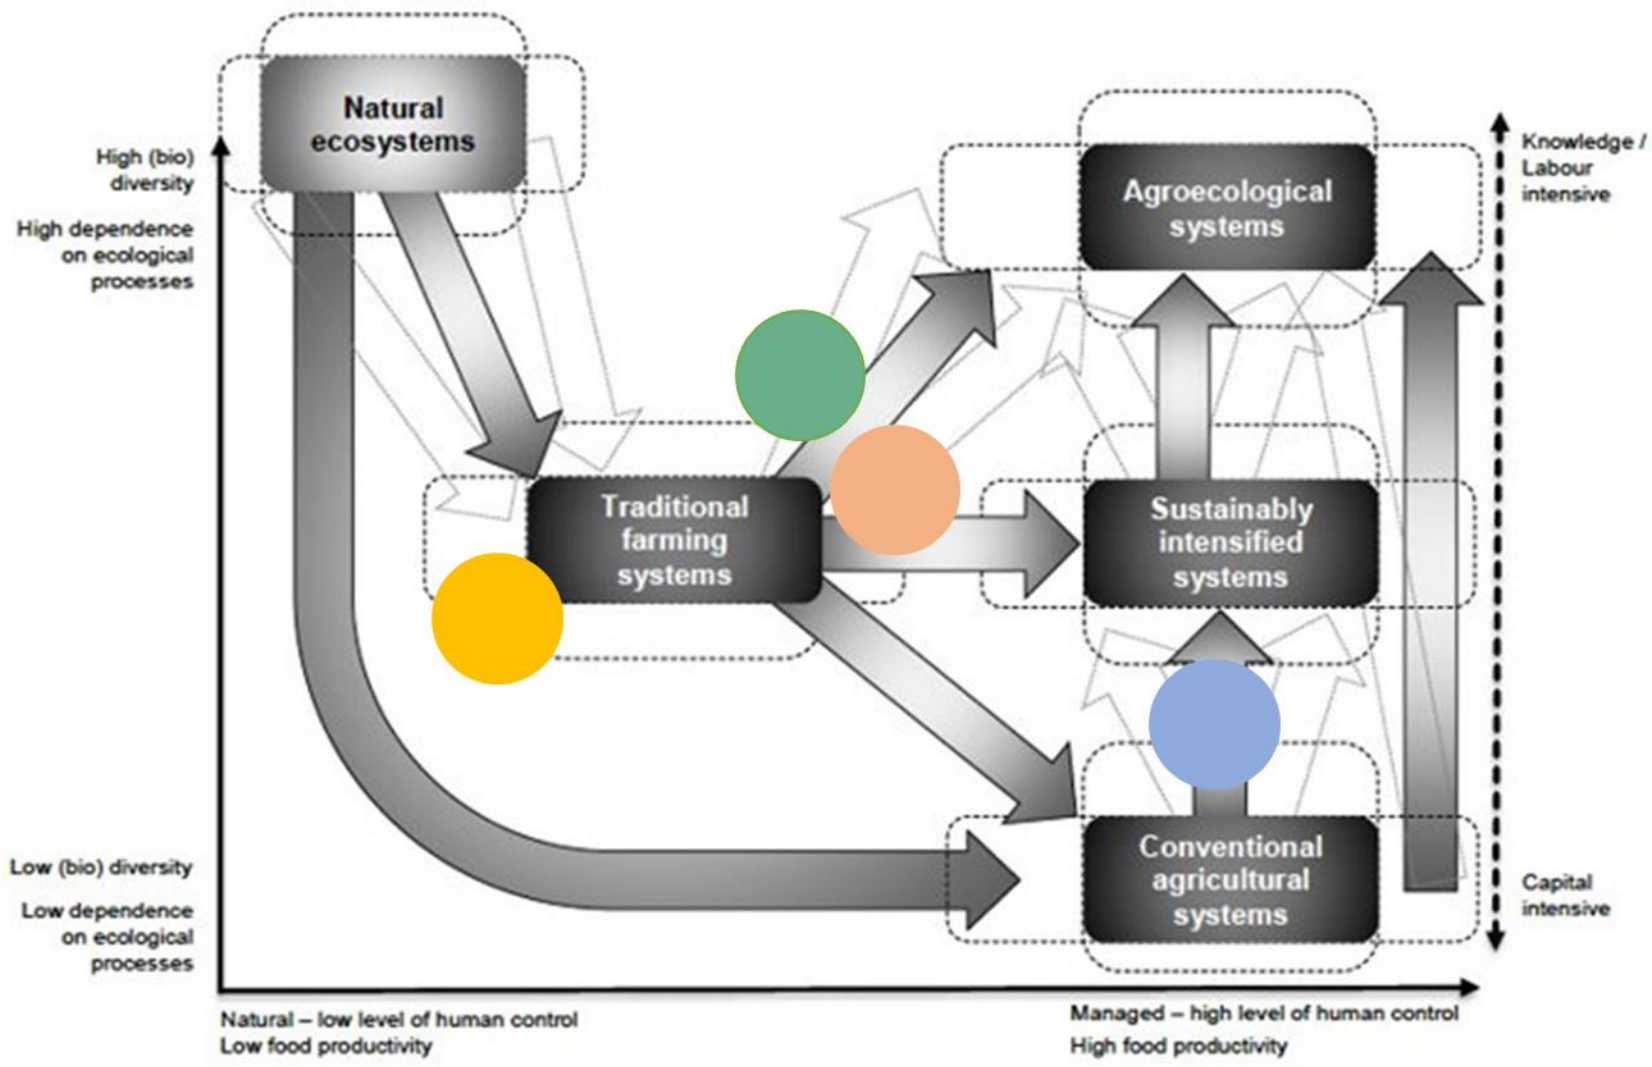 Natural
ecosystems
High (bio)
diversity
High dependence
on ecological
processes
Agroecological
systems
Knowledge /
Labour
intensive
Traditional
farming
systems
Sustainably
intensified
systems
Conventional
agricultural
systems
Low (bio) diversity
Low dependence
on ecological
processes
Capital
intensive
Natural – low level of human control
Low food productivity
Managed – high level of human control
High food productivity